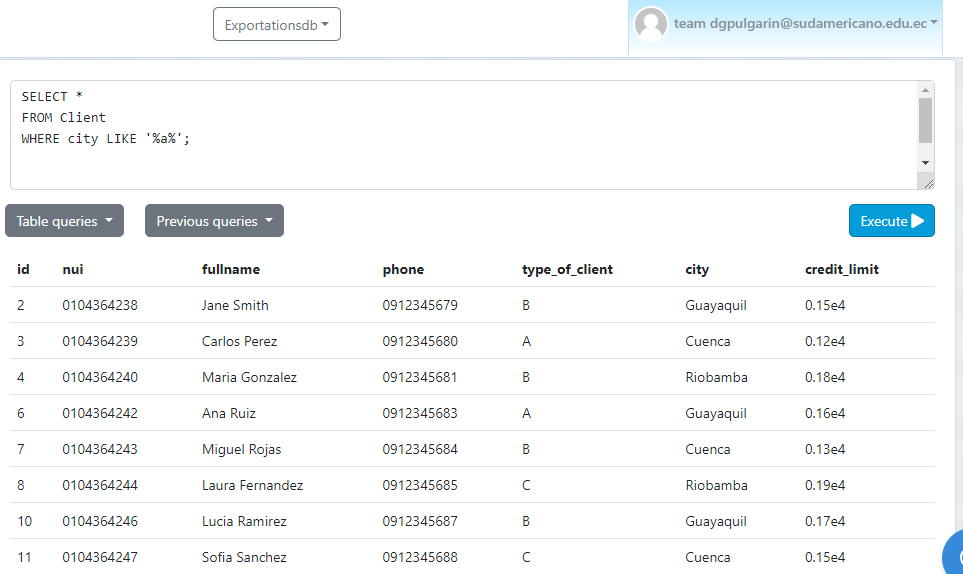 Exportationsdb
team dgpulgarin@sudamericano.edu.ec
SELECT *
FROM Client
WHERE city LIKE '%a%';
Table queries Previous queries Execute
id nui fullname phone type_of_client city credit_limit
2 0104364238 Jane Smith 0912345679 B Guayaquil 0.15e4
3 0104364239 Carlos Perez 0912345680 A Cuenca 0.12e4
4 0104364240 Maria Gonzalez 0912345681 B Riobamba 0.18e4
6 0104364242 Ana Ruiz 0912345683 A Guayaquil 0.16e4
7 0104364243 Miguel Rojas 0912345684 B Cuenca 0.13e4
8 0104364244 Laura Fernandez 0912345685 C Riobamba 0.19e4
10 0104364246 Lucia Ramirez 0912345687 B Guayaquil 0.17e4
11 0104364247 Sofia Sanchez 0912345688 C Cuenca 0.15e4